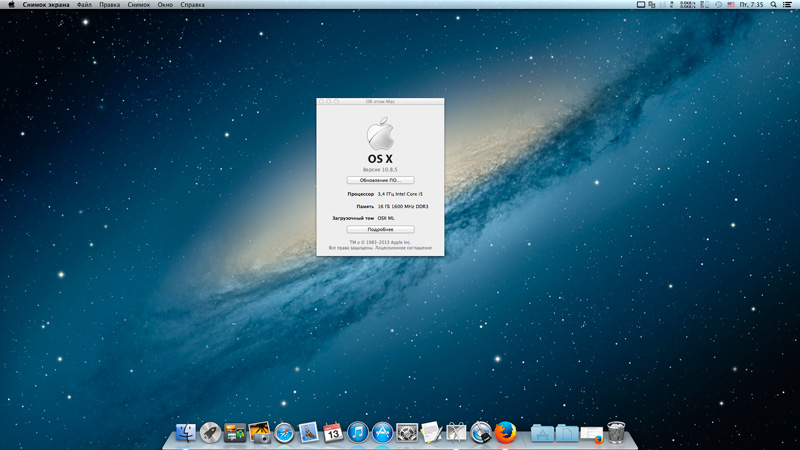 Снимок экрана Файл Правка Снимок Окно Справка
Пт, 7:35
Об этом Mac
OS X
Версия 10.8.5
Обновление ПО...
Процессор 3,4 ГГц Intel Core i5
Память 16 ГБ 1600 MHz DDR3
Загрузочный том OSX ML
Подробнее
TM и © 1983–2013 Apple Inc.
Все права защищены. Лицензионное соглашение
13